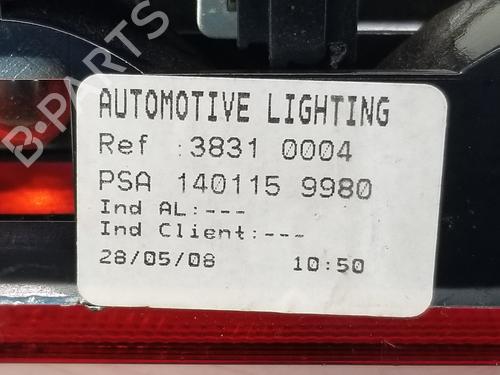 B-PARTS
AUTOMOTIVE LIGHTING
Ref :3831 0004
PSA 140115 9980
Ind AL:---
Ind Client:---
28/05/08 10:50